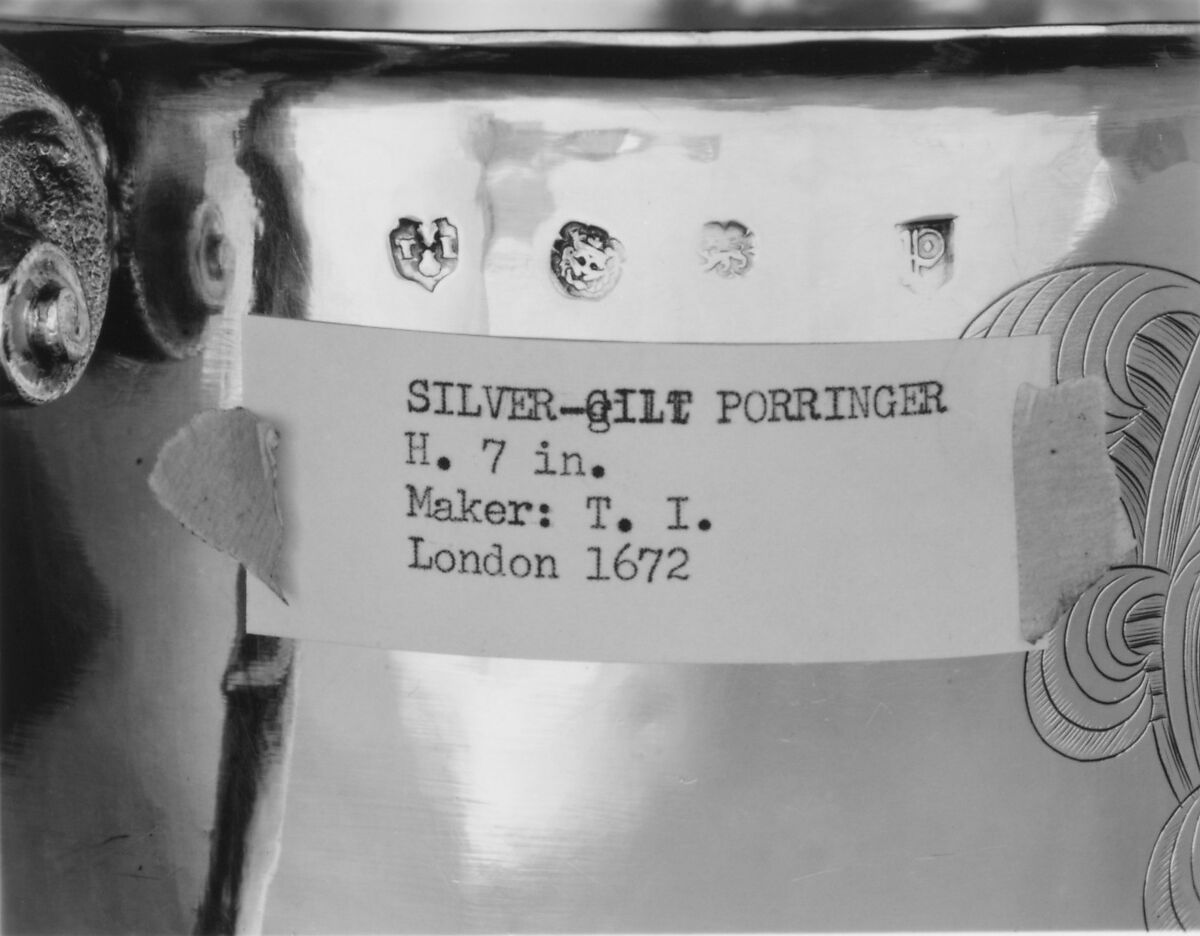 T I
P
SILVER-GILT PORRINGER
H. 7 in.
Maker: T. I.
London 1672